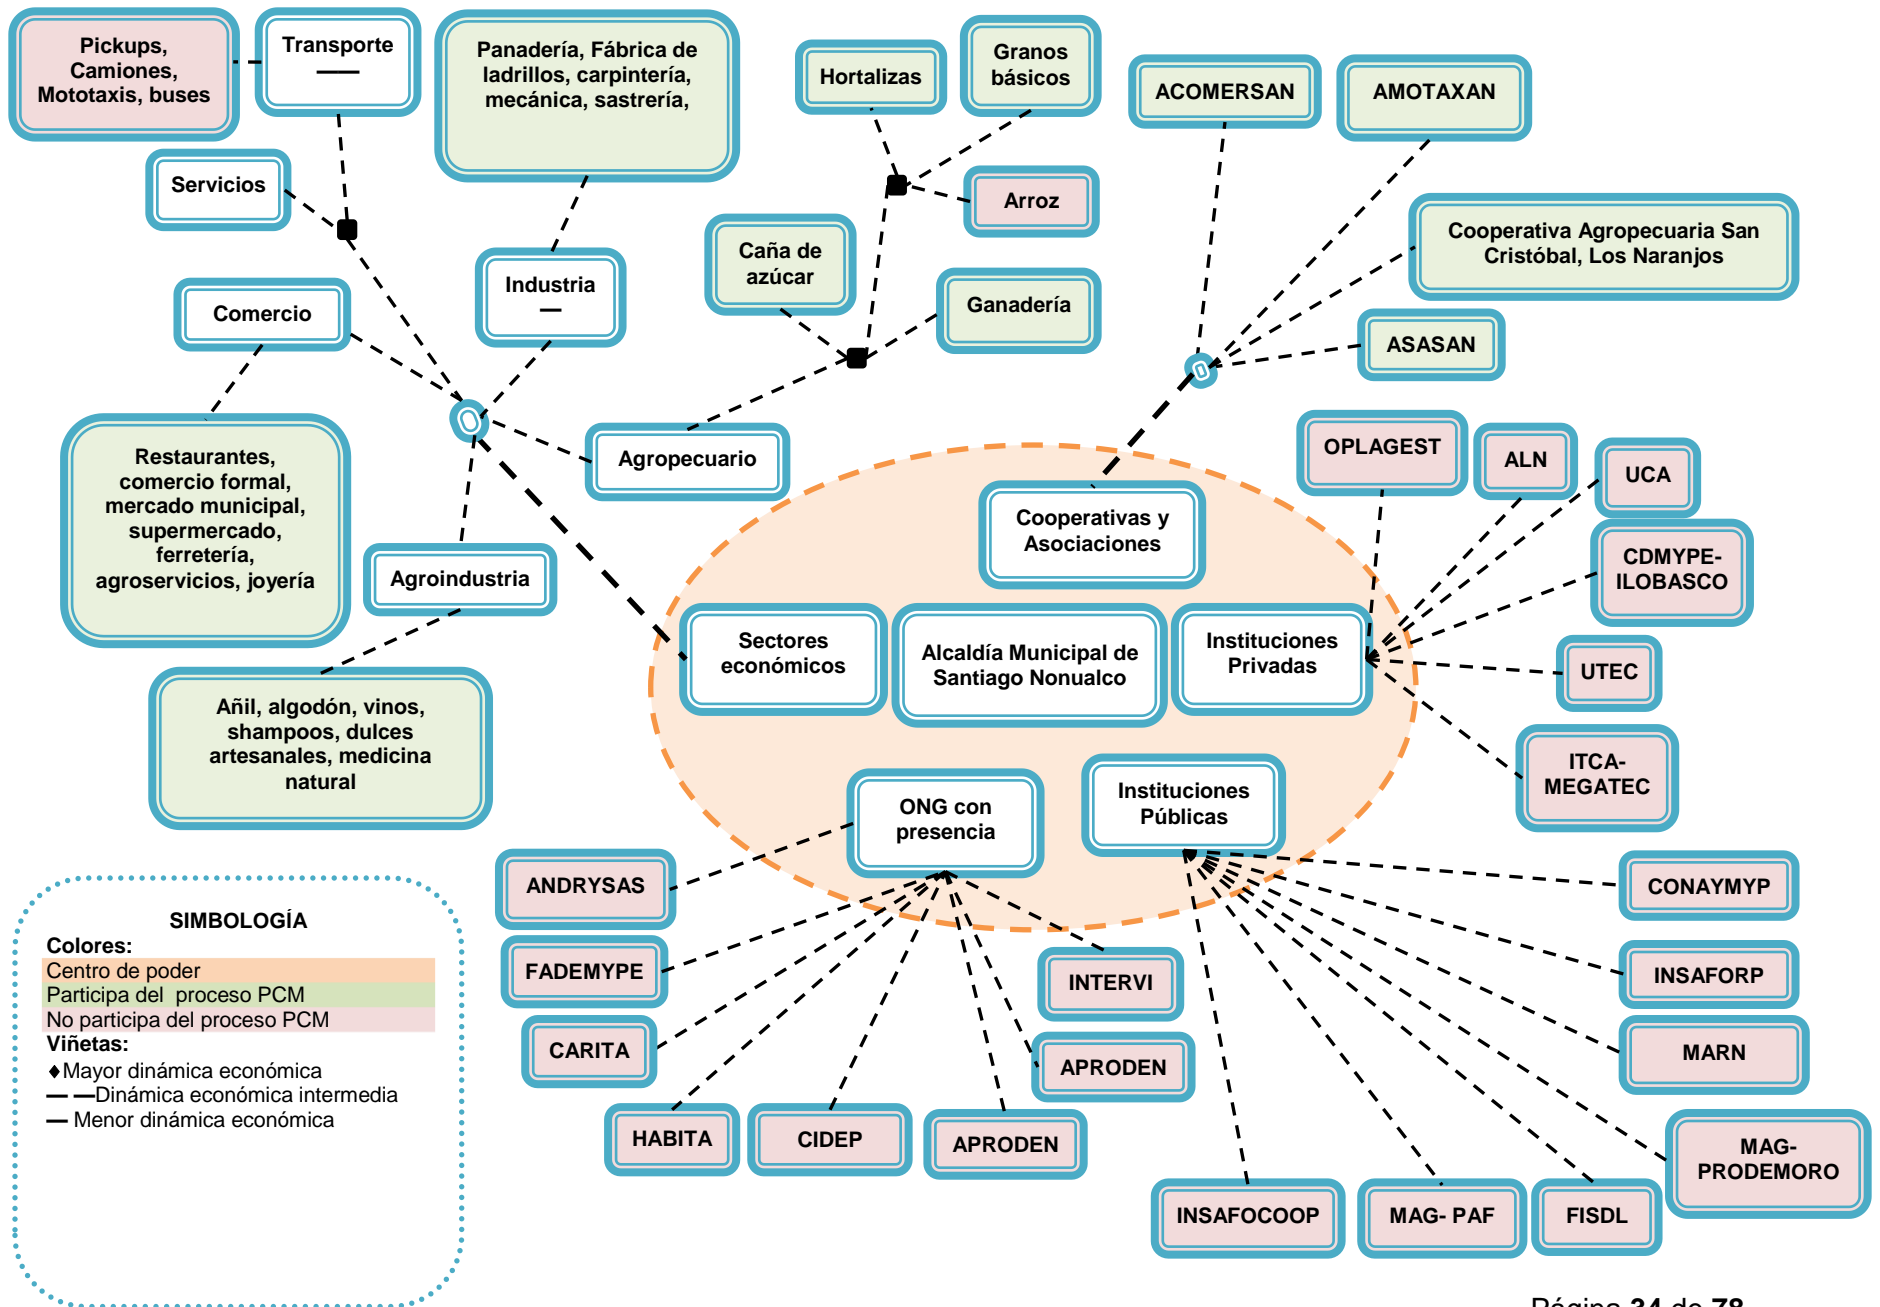 Pickups,
Camiones,
Mototaxis, buses
Transporte
——
Panadería, Fábrica de
ladrillos, carpintería,
mecánica, sastrería,
Hortalizas
Granos
básicos
ACOMERSAN
AMOTAXAN
Servicios
Arroz
Cooperativa Agropecuaria San
Cristóbal, Los Naranjos
Caña de
azúcar
Industria
—
Ganadería
Comercio
ASASAN
Restaurantes,
comercio formal,
mercado municipal,
supermercado,
ferretería,
agroservicios, joyería
Agropecuario
OPLAGEST
ALN
UCA
Cooperativas y
Asociaciones
CDMYPE-
ILOBASCO
Agroindustria
Sectores
económicos
Alcaldía Municipal de
Santiago Nonualco
Instituciones
Privadas
UTEC
Añil, algodón, vinos,
shampoos, dulces
artesanales, medicina
natural
ITCA-
MEGATEC
ONG con
presencia
Instituciones
Públicas
ANDRYSAS
CONAYMYP
FADEMYPE
INTERVI
INSAFORP
CARITA
APRODEN
MARN
HABITA
CIDEP
APRODEN
MAG-
PRODEMORO
INSAFOCOOP
MAG- PAF
FISDL
SIMBOLOGÍA
Colores:
Centro de poder
Participa del proceso PCM
No participa del proceso PCM
Viñetas:
♦Mayor dinámica económica
— —Dinámica económica intermedia
— Menor dinámica económica
Página 34 de 78